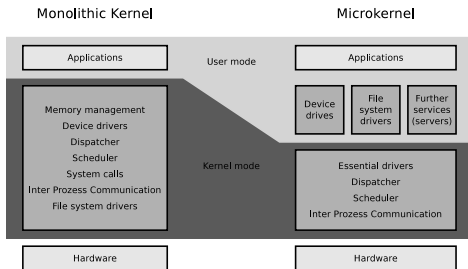 Monolithic Kernel
Microkernel
Applications
User mode
Applications
Device
drives
File
system
drivers
Further
services
(servers)
Memory management
Device drivers
Dispatcher
Scheduler
System calls
Inter Prozess Communication
File system drivers
Kernel mode
Essential drivers
Dispatcher
Scheduler
Inter Prozess Communication
Hardware
Hardware